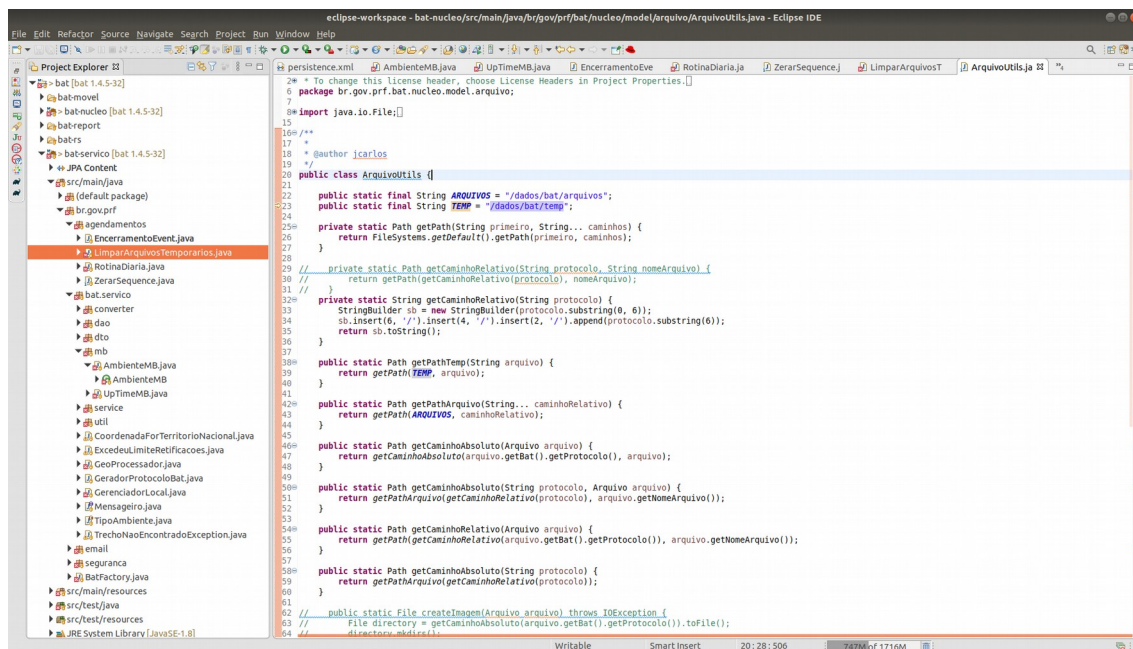 eclipse-workspace - bat-nucleo/src/main/java/br/gov/prf/bat/nucleo/model/arquivo/ArquivoUtils.java - Eclipse IDE
File Edit Refactor Source Navigate Search Project Run Window Help
Project Explorer
> bat [bat 1.4.5-32]
bat-movel
> bat-nucleo [bat 1.4.5-32]
bat-report
bat-rs
> bat-servico [bat 1.4.5-32]
JPA Content
src/main/java
(default package)
br.gov.prf
agendamentos
EncerramentoEvent.java
LimparArquivosTemporarios.java
RotinaDiaria.java
ZerarSequence.java
bat.servico
converter
dao
dto
mb
AmbienteMB.java
AmbienteMB
UpTimeMB.java
service
util
CoordenadaForTerritorioNacional.java
ExcedeuLimiteRetificacoes.java
GeoProcessador.java
GeradorProtocoloBat.java
GerenciadorLocal.java
Mensageiro.java
TipoAmbiente.java
TrechoNaoEncontradoException.java
email
seguranca
BatFactory.java
src/main/resources
src/test/java
src/test/resources
JRE System Library [JavaSE-1.8]
persistence.xml AmbienteMB.java UpTimeMB.java EncerramentoEve RotinaDiaria.ja ZerarSequence.j LimparArquivosT ArquivoUtils.ja »4
2 * To change this license header, choose License Headers in Project Properties.
6 package br.gov.prf.bat.nucleo.model.arquivo;
7
8 import java.io.File;
15
16 /**
17 *
18 * @author jcarlos
19 */
20 public class ArquivoUtils {
21
22 public static final String ARQUIVOS = "/dados/bat/arquivos";
23 public static final String TEMP = "/dados/bat/temp";
24
25 private static Path getPath(String primeiro, String... caminhos) {
26 return FileSystems.getDefault().getPath(primeiro, caminhos);
27 }
28
29 // private static Path getCaminhoRelativo(String protocolo, String nomeArquivo) {
30 // return getPath(getCaminhoRelativo(protocolo), nomeArquivo);
31 // }
32 private static String getCaminhoRelativo(String protocolo) {
33 StringBuilder sb = new StringBuilder(protocolo.substring(0, 6));
34 sb.insert(6, '/').insert(4, '/').insert(2, '/').append(protocolo.substring(6));
35 return sb.toString();
36 }
37
38 public static Path getPathTemp(String arquivo) {
39 return getPath(TEMP, arquivo);
40 }
41
42 public static Path getPathArquivo(String... caminhoRelativo) {
43 return getPath(ARQUIVOS, caminhoRelativo);
44 }
45
46 public static Path getCaminhoAbsoluto(Arquivo arquivo) {
47 return getCaminhoAbsoluto(arquivo.getBat().getProtocolo(), arquivo);
48 }
49
50 public static Path getCaminhoAbsoluto(String protocolo, Arquivo arquivo) {
51 return getPathArquivo(getCaminhoRelativo(protocolo), arquivo.getNomeArquivo());
52 }
53
54 public static Path getCaminhoRelativo(Arquivo arquivo) {
55 return getPath(getCaminhoRelativo(arquivo.getBat().getProtocolo()), arquivo.getNomeArquivo());
56 }
57
58 public static Path getCaminhoAbsoluto(String protocolo) {
59 return getPathArquivo(getCaminhoRelativo(protocolo));
60 }
61
62 // public static File createImagem(Arquivo arquivo) throws IOException {
63 // File directory = getCaminhoAbsoluto(arquivo.getBat().getProtocolo()).toFile();
64 // directory.mkdirs();
Writable Smart Insert 20 : 28 : 506 747M of 1716M